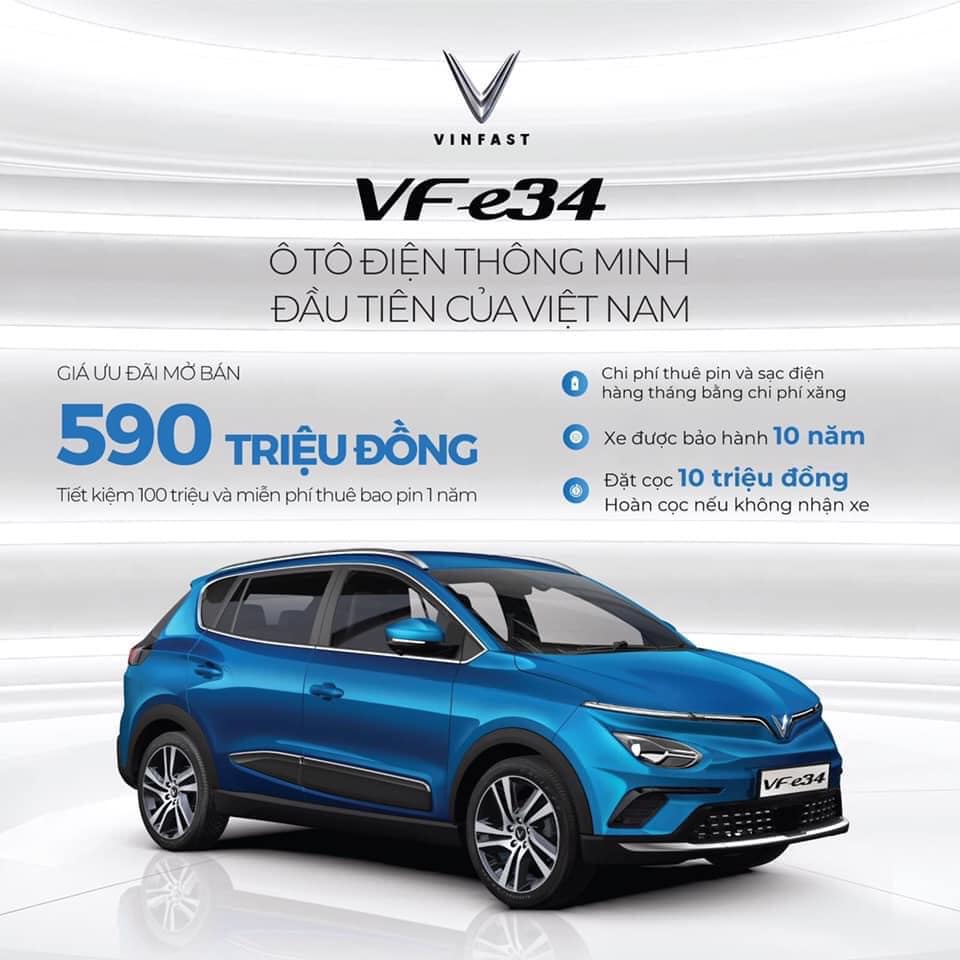 VINFAST
VF e34
Ô TÔ ĐIỆN THÔNG MINH
ĐẦU TIÊN CỦA VIỆT NAM
GIÁ ƯU ĐÃI MỞ BÁN
590 TRIỆU ĐỒNG
Tiết kiệm 100 triệu và miễn phí thuê bao pin 1 năm
Chi phí thuê pin và sạc điện
hàng tháng bằng chi phí xăng
Xe được bảo hành 10 năm
Đặt cọc 10 triệu đồng
Hoàn cọc nếu không nhận xe
VF e34